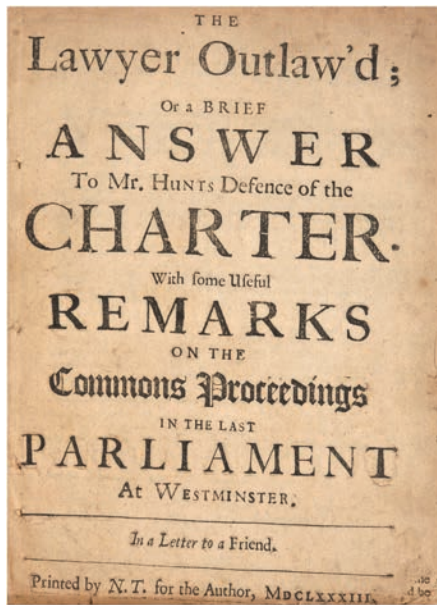 THE
Lawyer Outlaw'd;
Or a BRIEF
ANSWER
To Mr. HUNTS Defence of the
CHARTER.
With some Useful
REMARKS
ON THE
Commons Proceedings
IN THE LAST
PARLIAMENT
At WESTMINSTER.
In a Letter to a Friend.
Printed by N.T. for the Author, MDCLXXXIII.